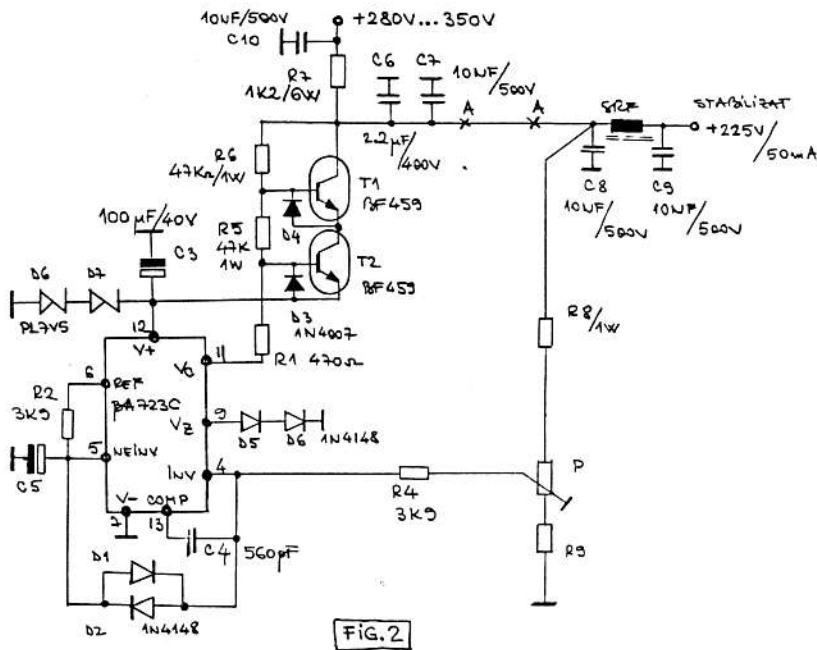 10NF/500V
C10
+280V...350V
R7
1K2/6W
C6
C7
10NF/500V
A
A
SRF
STABiLiZAT
+225V/50mA
2.2µF/400V
C8
10NF/500V
C9
10NF/500V
R6
47KΩ/1W
T1
BF459
R5
47K
1W
D4
T2
BF459
D3
1N4007
100µF/40V
C3
D6
D7
PL7V5
12
V+
11
VO
R1 470Ω
R8/1W
6
REF
βA723C
R2
3K9
9
VZ
D5
D6
1N4148
5
NEINV
C5
INV
4
R4
3K9
P
V-
COMP
7
13
C4
560pF
R9
D1
D2
1N4148
FiG.2